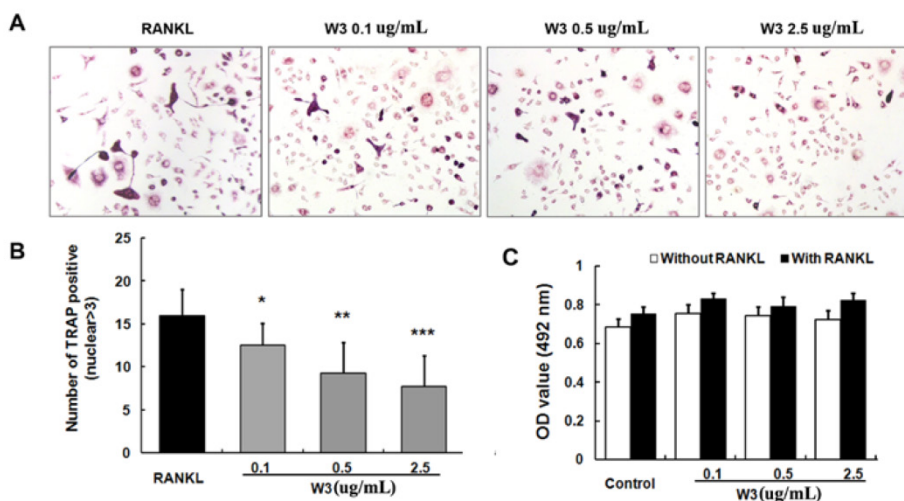 A
RANKL
W3 0.1 ug/mL
W3 0.5 ug/mL
W3 2.5 ug/mL
B
Number of TRAP positive
(nuclear>3)
25
20
15
10
5
0
*
**
***
RANKL
0.1
0.5
2.5
W3(ug/mL)
C
Without RANKL
With RANKL
OD value (492 nm)
1
0.8
0.6
0.4
0.2
0
Control
0.1
0.5
2.5
W3(ug/mL)